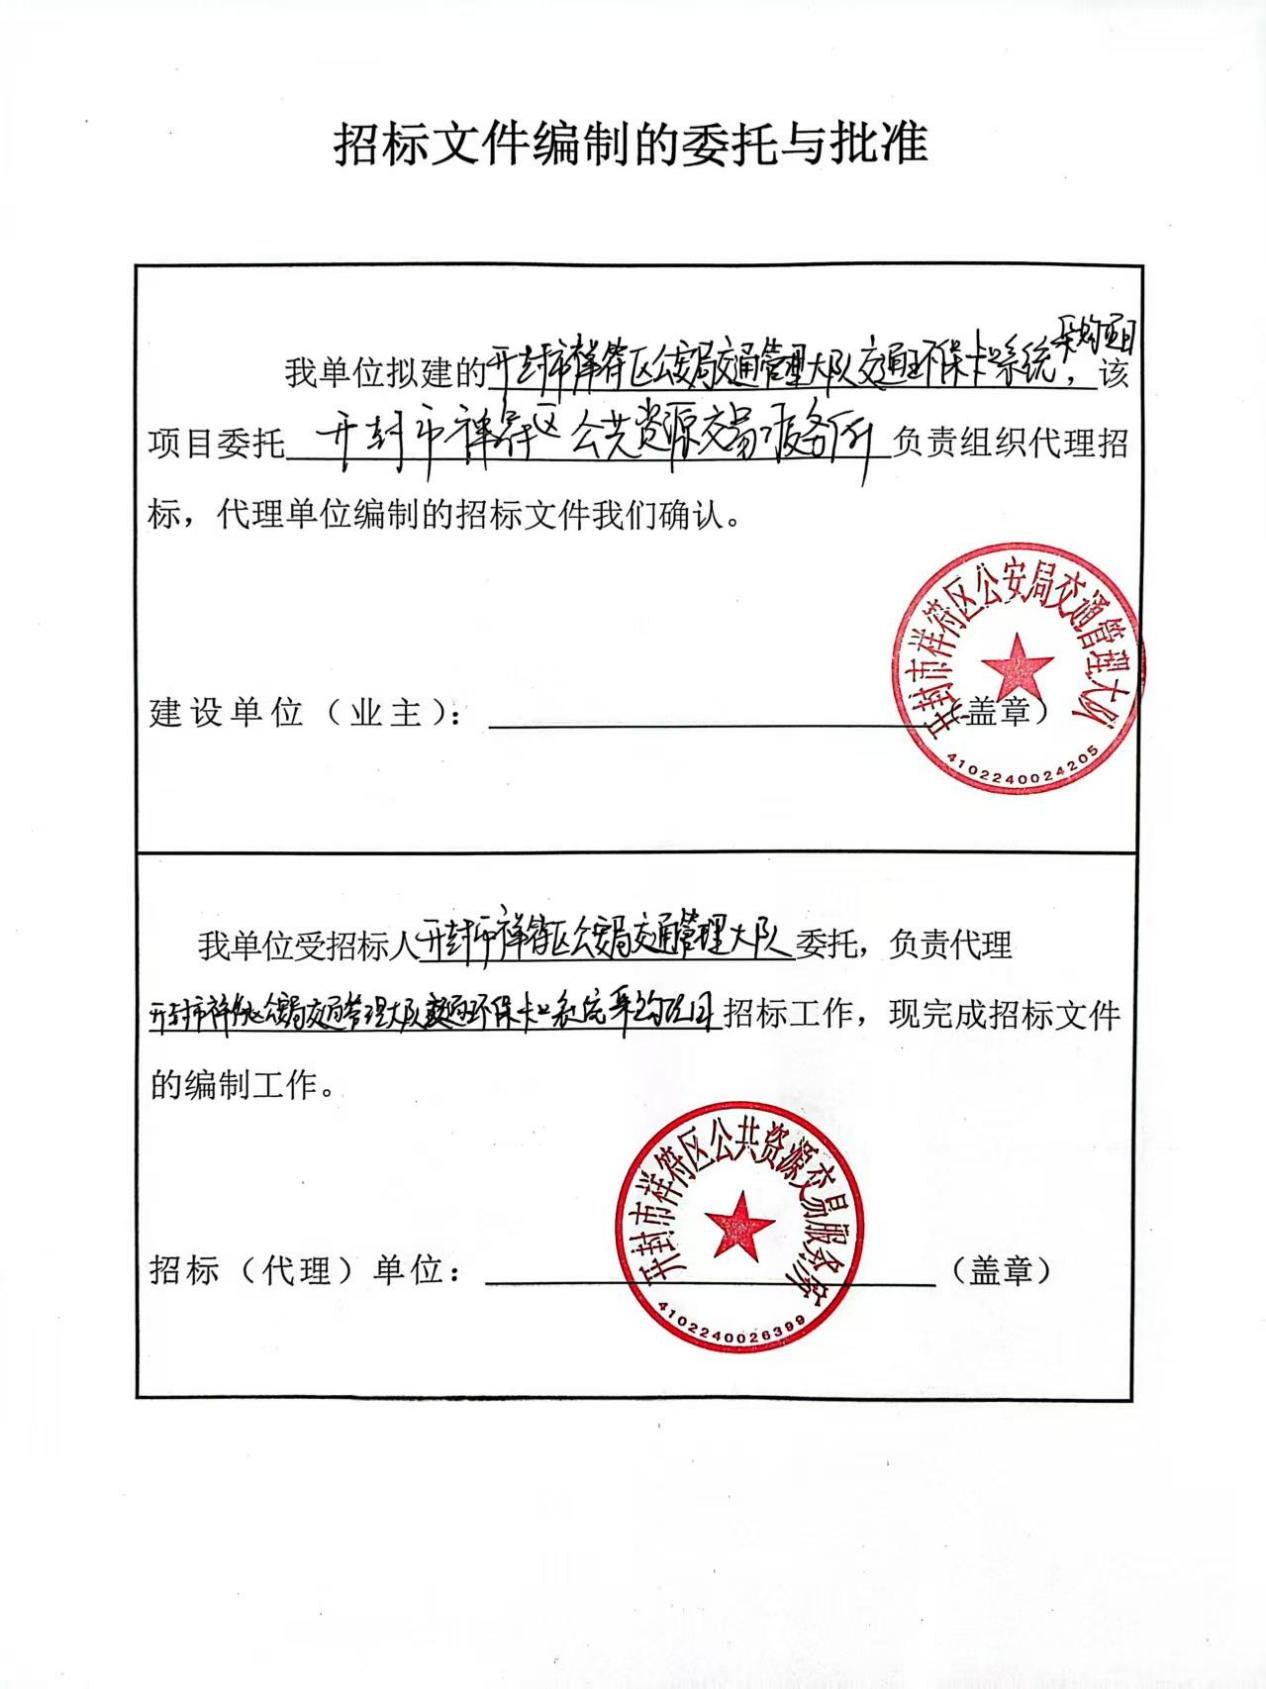 招标文件编制的委托与批准
采购项目
我单位拟建的开封市祥符区公安局交通管理大队交通环保卡口系统，该
项目委托开封市祥符区公共资源交易服务所负责组织代理招
标，代理单位编制的招标文件我们确认。
开封市祥符区公安局交通管理大队
建设单位（业主）：（盖章）
4102240024205
我单位受招标人开封市祥符区公安局交通管理大队委托，负责代理
开封市祥符区公安局交通管理大队交通环保卡口系统采购项目招标工作，现完成招标文件
的编制工作。
开封市祥符区公共资源交易服务
招标（代理）单位：（盖章）
4102240026399